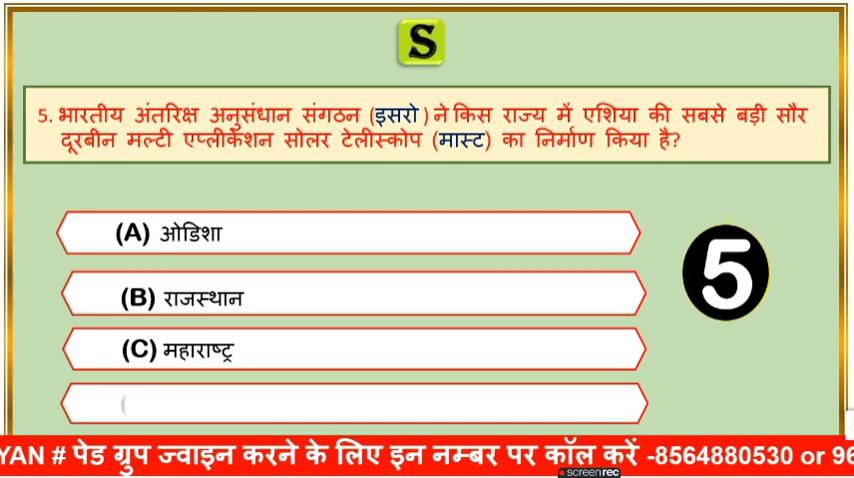 S
5. भारतीय अंतरिक्ष अनुसंधान संगठन (इसरो ) ने किस राज्य में एशिया की सबसे बड़ी सौर
दूरबीन मल्टी एप्लीकेशन सोलर टेलीस्कोप (मास्ट) का निर्माण किया है?
(A) ओडिशा
(B) राजस्थान
5
(C) महाराष्ट्र
(
YAN # पेड ग्रुप ज्वाइन करने के लिए इन नम्बर पर कॉल करें -8564880530 or 96
screenrec